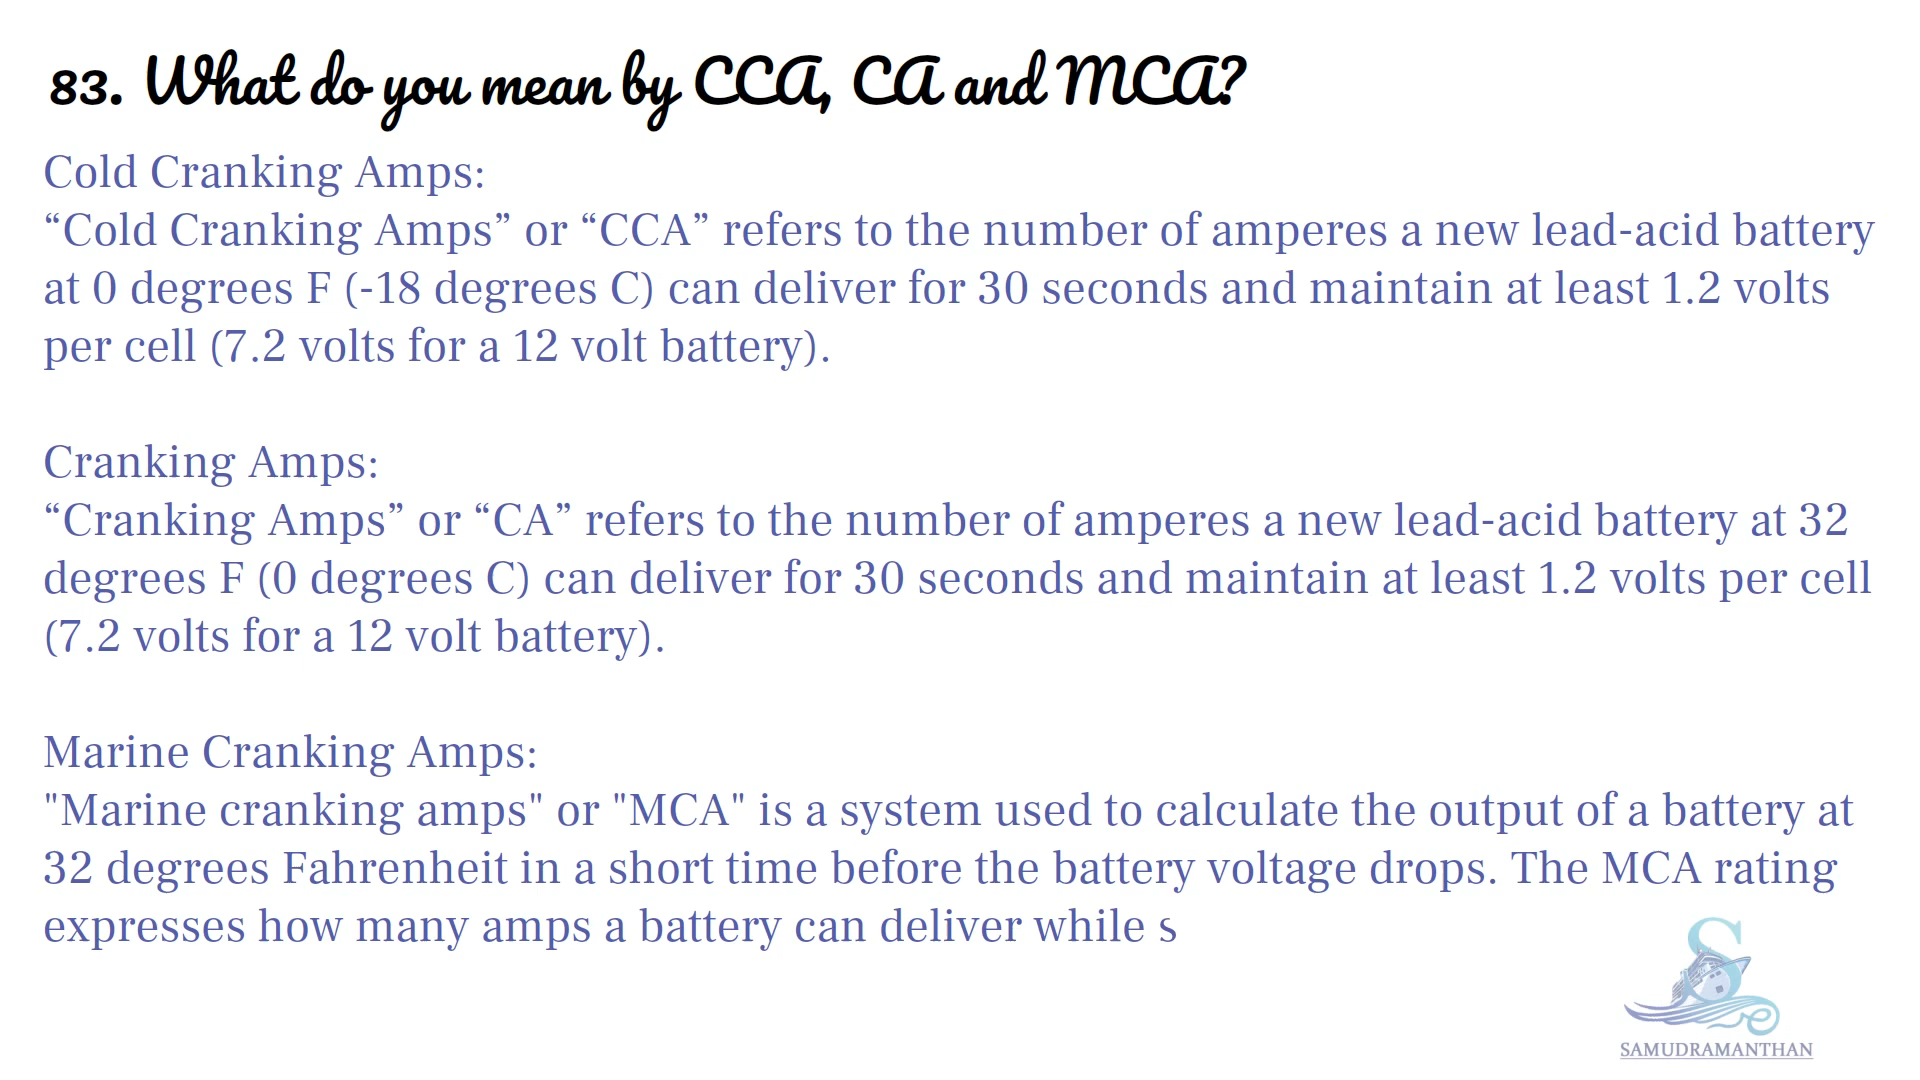 83. What do you mean by CCA, CA and MCA?
Cold Cranking Amps:
“Cold Cranking Amps” or “CCA” refers to the number of amperes a new lead-acid battery
at 0 degrees F (-18 degrees C) can deliver for 30 seconds and maintain at least 1.2 volts
per cell (7.2 volts for a 12 volt battery).
Cranking Amps:
“Cranking Amps” or “CA” refers to the number of amperes a new lead-acid battery at 32
degrees F (0 degrees C) can deliver for 30 seconds and maintain at least 1.2 volts per cell
(7.2 volts for a 12 volt battery).
Marine Cranking Amps:
"Marine cranking amps" or "MCA" is a system used to calculate the output of a battery at
32 degrees Fahrenheit in a short time before the battery voltage drops. The MCA rating
expresses how many amps a battery can deliver while s
S
SAMUDRAMANTHAN